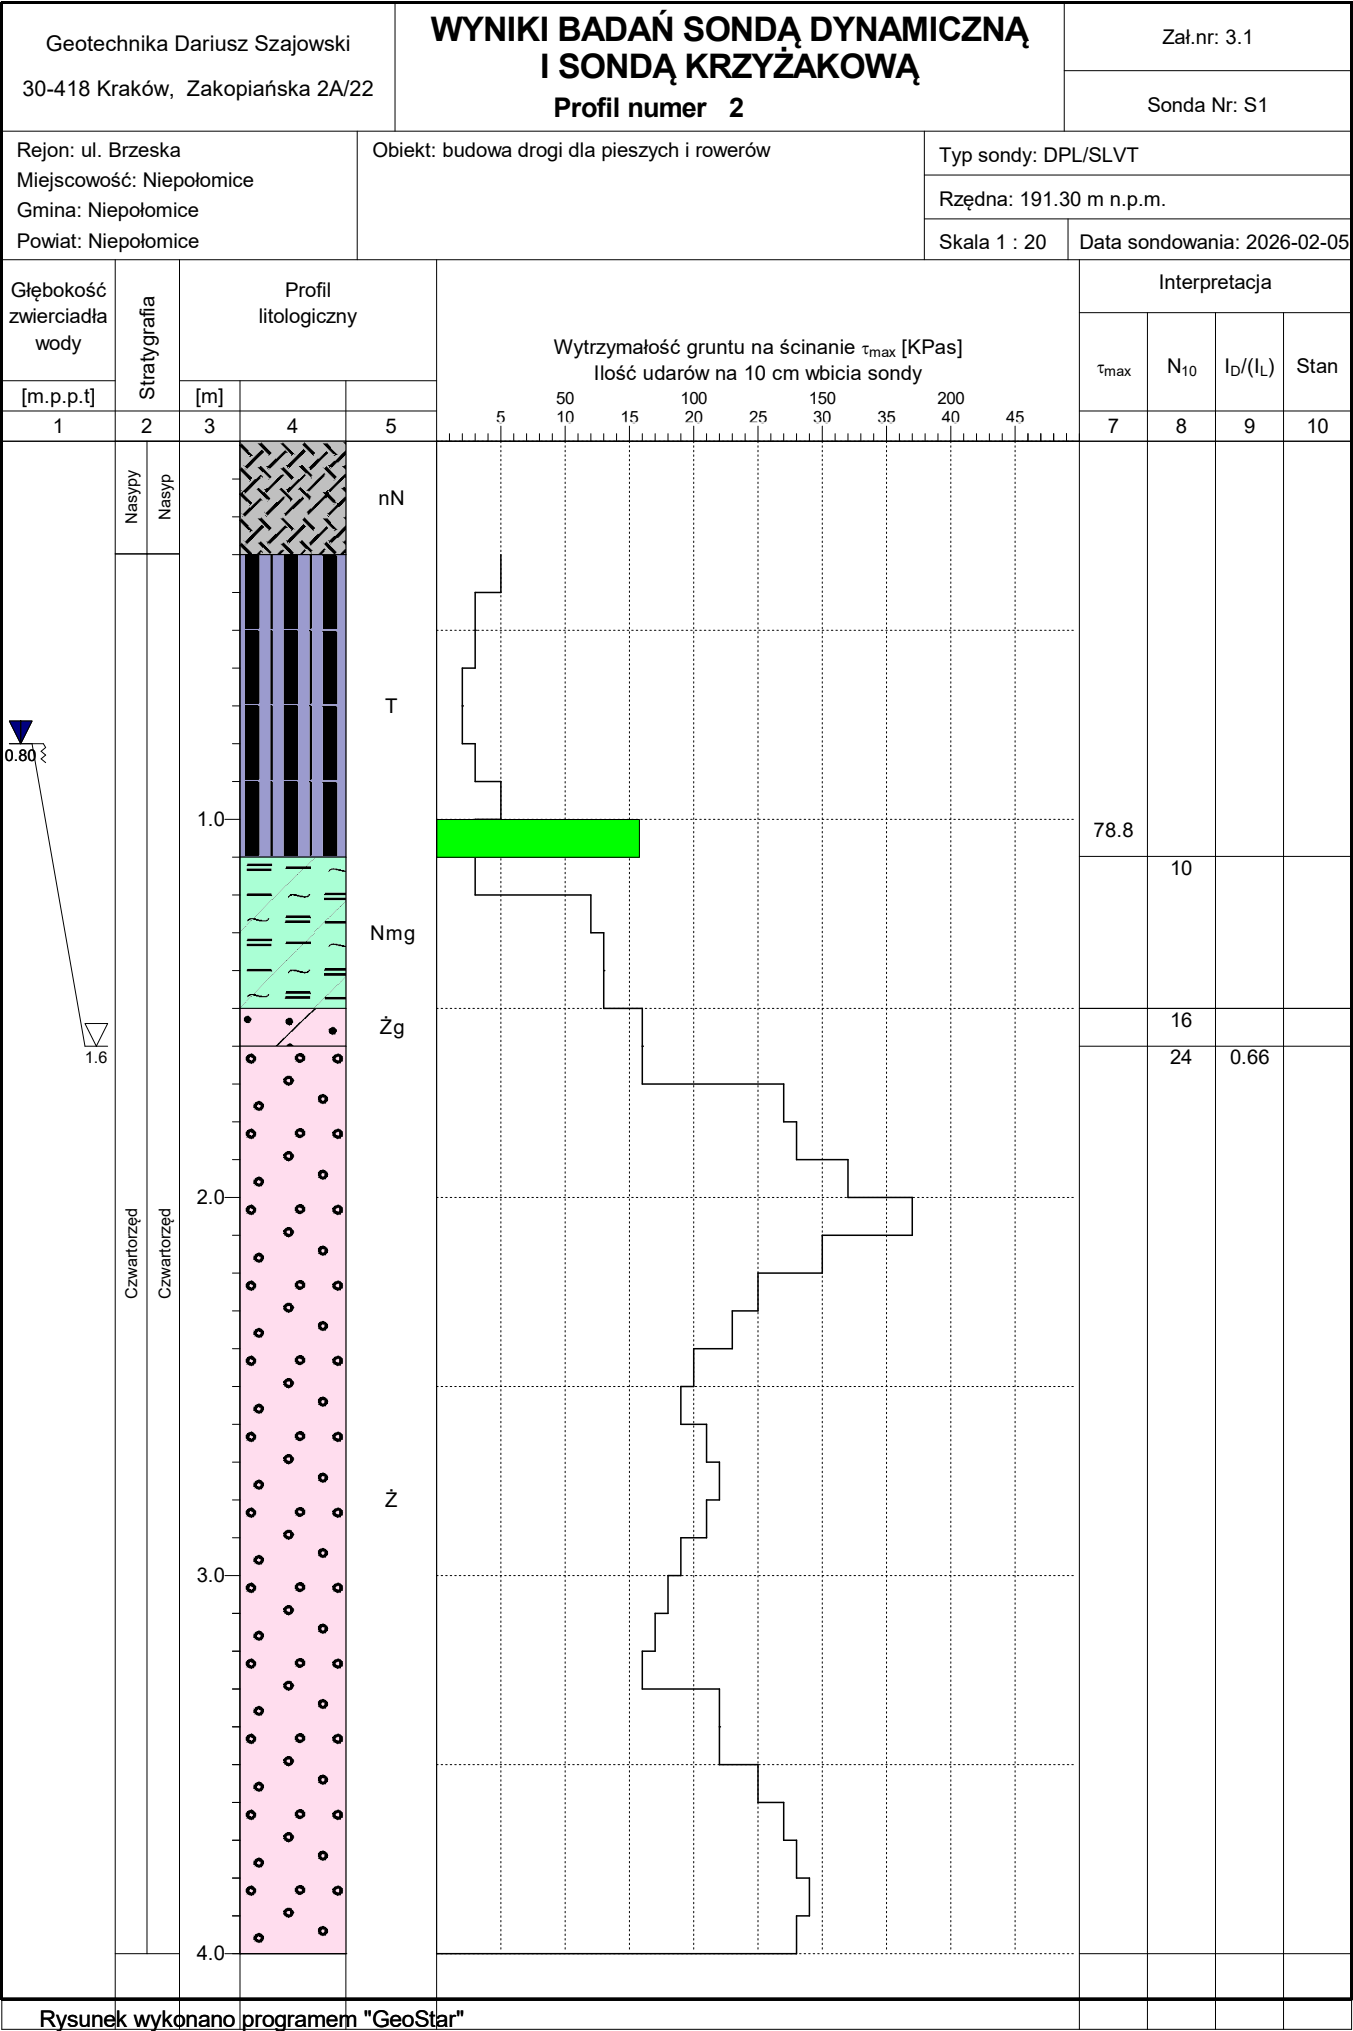 Geotechnika Dariusz Szajowski
30-418 Kraków, Zakopiańska 2A/22
WYNIKI BADAŃ SONDĄ DYNAMICZNĄ
I SONDĄ KRZYŻAKOWĄ
Profil numer 2
Zał.nr: 3.1
Sonda Nr: S1
Rejon: ul. Brzeska
Miejscowość: Niepołomice
Gmina: Niepołomice
Powiat: Niepołomice
Obiekt: budowa drogi dla pieszych i rowerów
Typ sondy: DPL/SLVT
Rzędna: 191.30 m n.p.m.
Skala 1 : 20
Data sondowania: 2026-02-05
Głębokość
zwierciadła
wody
[m.p.p.t]
Stratygrafia
Profil
litologiczny
[m]
Wytrzymałość gruntu na ścinanie τmax [KPas]
Ilość udarów na 10 cm wbicia sondy
50 100 150 200
5 10 15 20 25 30 35 40 45
Interpretacja
τmax N10 ID/(IL) Stan
1 2 3 4 5 7 8 9 10
Nasypy
Nasyp
nN
T
0.80
1.0
78.8
10
Nmg
Żg
16
1.6
24 0.66
2.0
Czwartorzęd
Czwartorzęd
Ż
3.0
4.0
Rysunek wykonano programem "GeoStar"